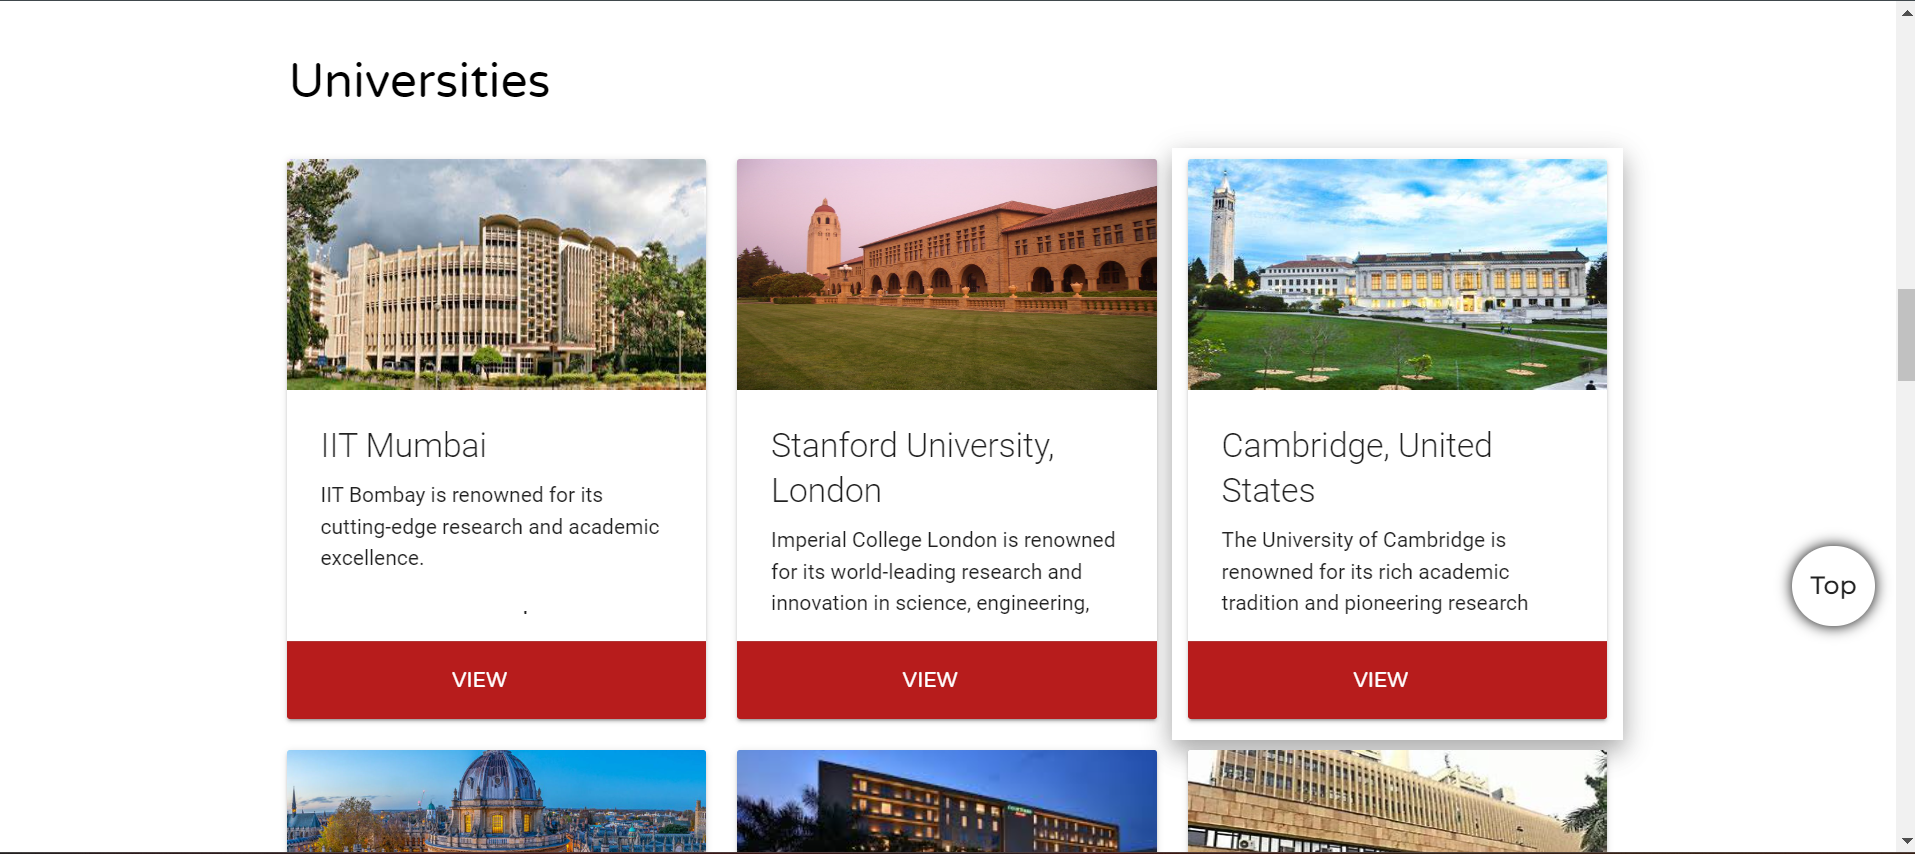 Universities
IIT Mumbai
IIT Bombay is renowned for its
cutting-edge research and academic
excellence.
.
VIEW
Stanford University,
London
Imperial College London is renowned
for its world-leading research and
innovation in science, engineering,
VIEW
Cambridge, United
States
The University of Cambridge is
renowned for its rich academic
tradition and pioneering research
VIEW
Top